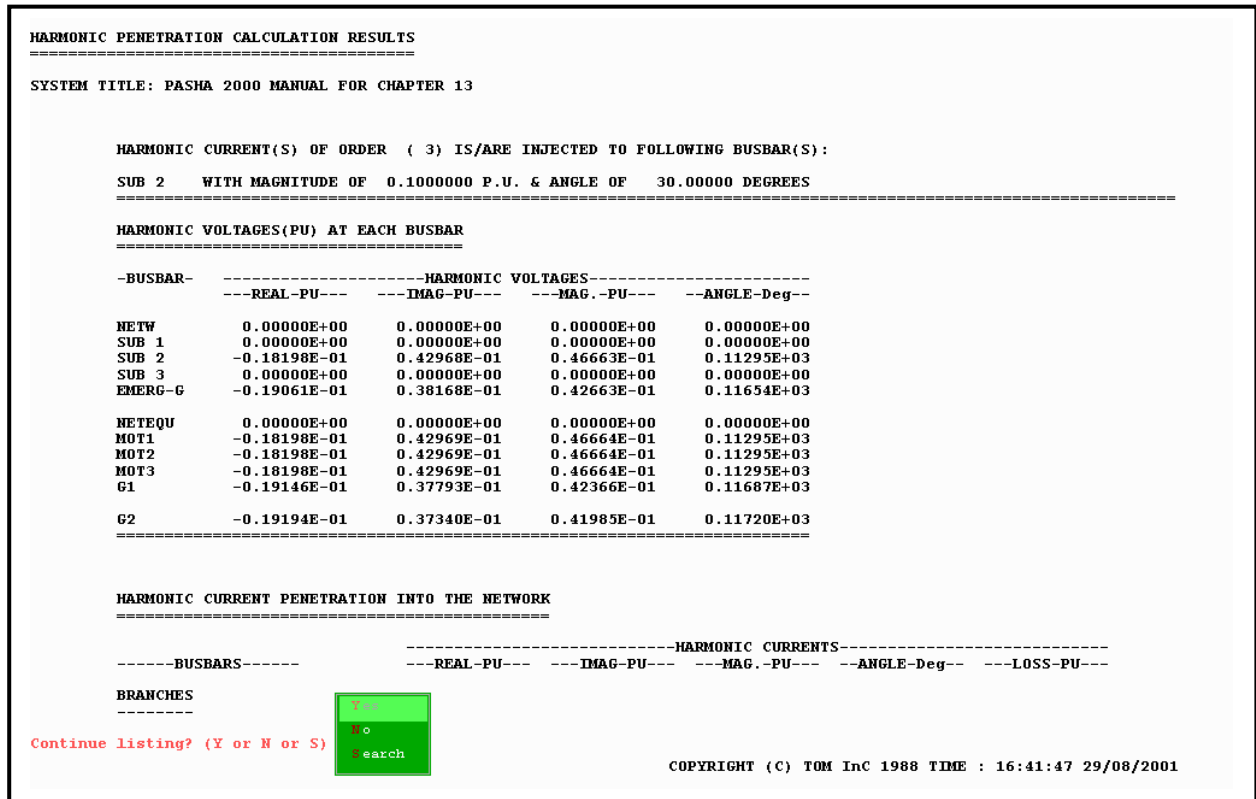 HARMONIC PENETRATION CALCULATION RESULTS
========================================
SYSTEM TITLE: PASHA 2000 MANUAL FOR CHAPTER 13
HARMONIC CURRENT(S) OF ORDER ( 3) IS/ARE INJECTED TO FOLLOWING BUSBAR(S):
SUB 2 WITH MAGNITUDE OF 0.1000000 P.U. & ANGLE OF 30.00000 DEGREES
==============================================================================================================
HARMONIC VOLTAGES(PU) AT EACH BUSBAR
====================================
-BUSBAR- ---------------------HARMONIC VOLTAGES-----------------------
---REAL-PU--- ---IMAG-PU--- ---MAG.-PU--- --ANGLE-Deg--
NETW 0.00000E+00 0.00000E+00 0.00000E+00 0.00000E+00
SUB 1 0.00000E+00 0.00000E+00 0.00000E+00 0.00000E+00
SUB 2 -0.18198E-01 0.42968E-01 0.46663E-01 0.11295E+03
SUB 3 0.00000E+00 0.00000E+00 0.00000E+00 0.00000E+00
EMERG-G -0.19061E-01 0.38168E-01 0.42663E-01 0.11654E+03
NETEQU 0.00000E+00 0.00000E+00 0.00000E+00 0.00000E+00
MOT1 -0.18198E-01 0.42969E-01 0.46664E-01 0.11295E+03
MOT2 -0.18198E-01 0.42969E-01 0.46664E-01 0.11295E+03
MOT3 -0.18198E-01 0.42969E-01 0.46664E-01 0.11295E+03
G1 -0.19146E-01 0.37793E-01 0.42366E-01 0.11687E+03
G2 -0.19194E-01 0.37340E-01 0.41985E-01 0.11720E+03
========================================================================
HARMONIC CURRENT PENETRATION INTO THE NETWORK
=============================================
----------------------------HARMONIC CURRENTS----------------------------
------BUSBARS------ ---REAL-PU--- ---IMAG-PU--- ---MAG.-PU--- --ANGLE-Deg-- ---LOSS-PU---
BRANCHES
--------
Yes
No
Continue listing? (Y or N or S)
Search
COPYRIGHT (C) TOM InC 1988 TIME : 16:41:47 29/08/2001